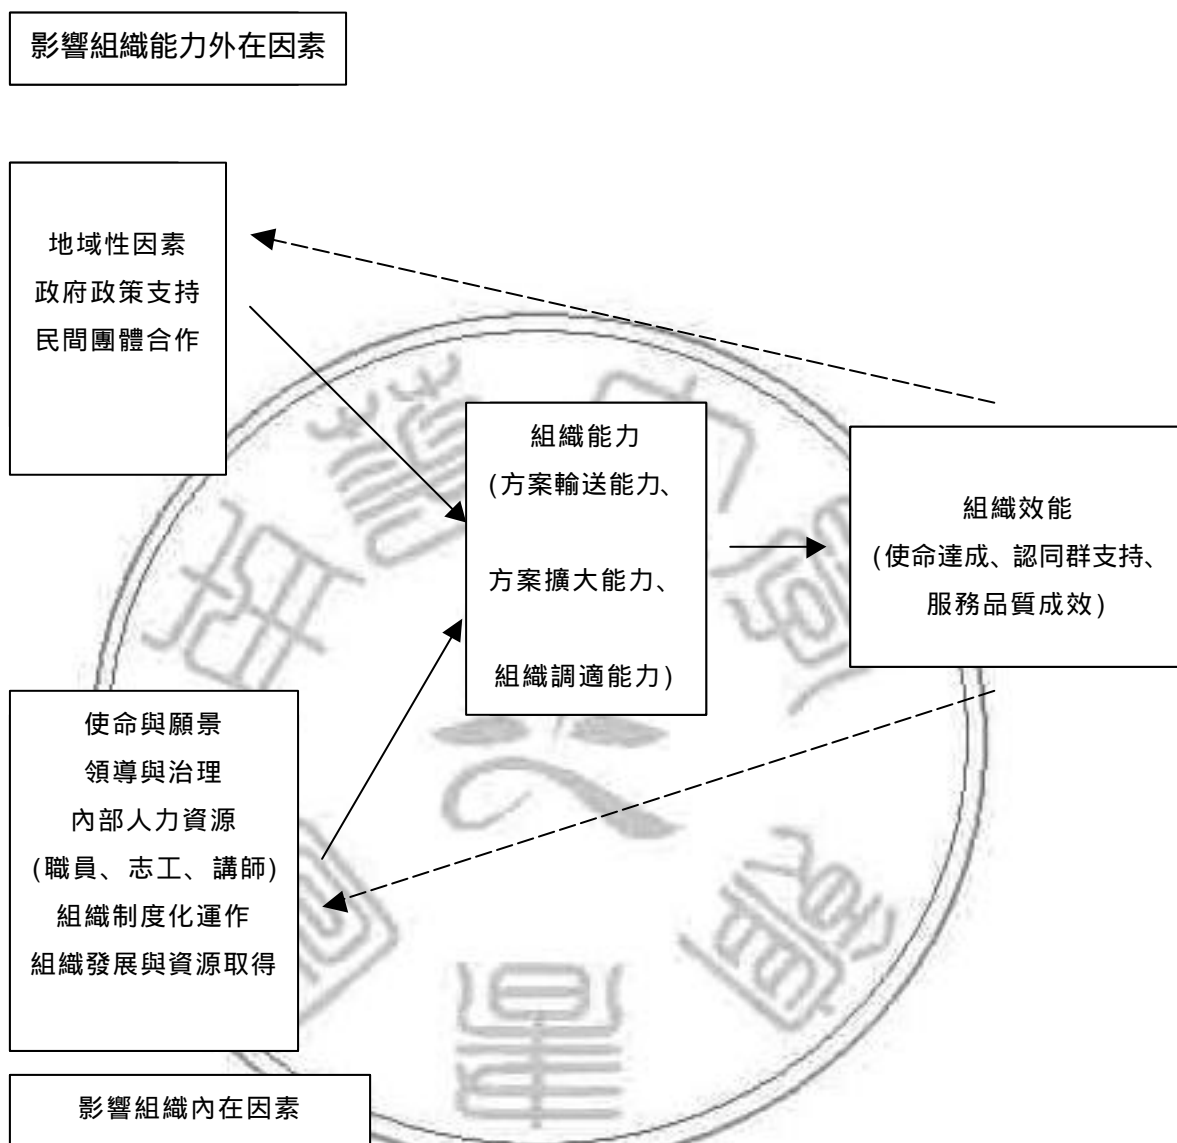 影響組織能力外在因素
地域性因素
政府政策支持
民間團體合作
組織能力
(方案輸送能力、
方案擴大能力、
組織調適能力)
組織效能
(使命達成、認同群支持、
服務品質成效)
使命與願景
領導與治理
內部人力資源
(職員、志工、講師)
組織制度化運作
組織發展與資源取得
影響組織內在因素